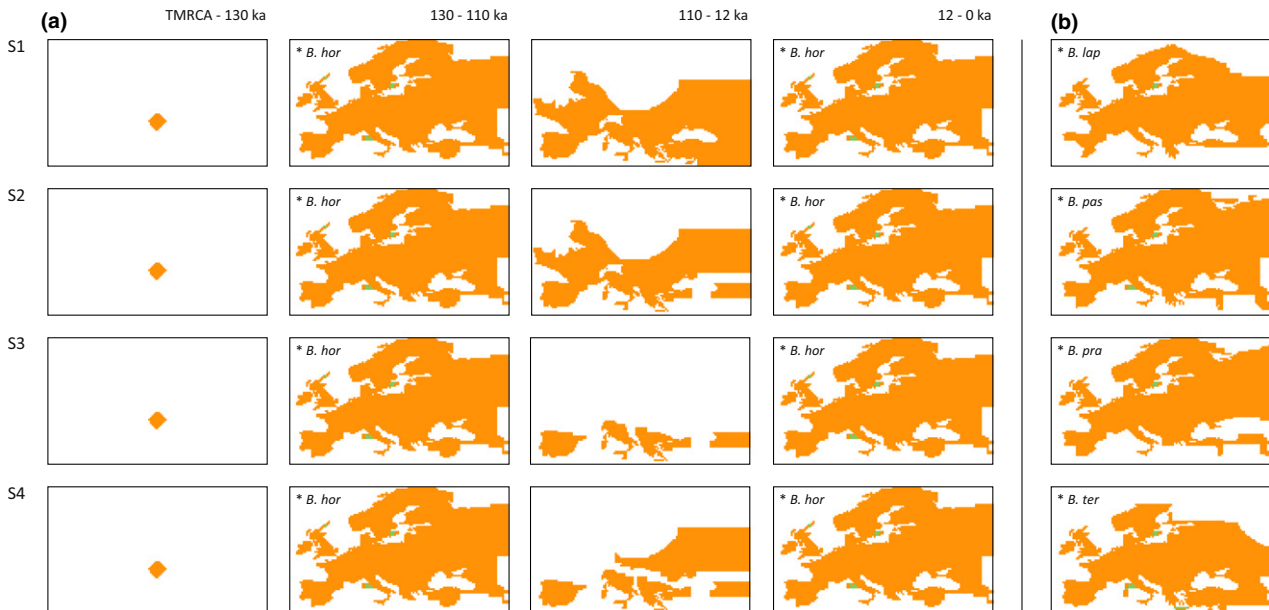 (a) TMRCA - 130 ka 130 - 110 ka 110 - 12 ka 12 - 0 ka (b)
S1 * B. hor * B. hor * B. lap
S2 * B. hor * B. hor * B. pas
S3 * B. hor * B. hor * B. pra
S4 * B. hor * B. hor * B. ter